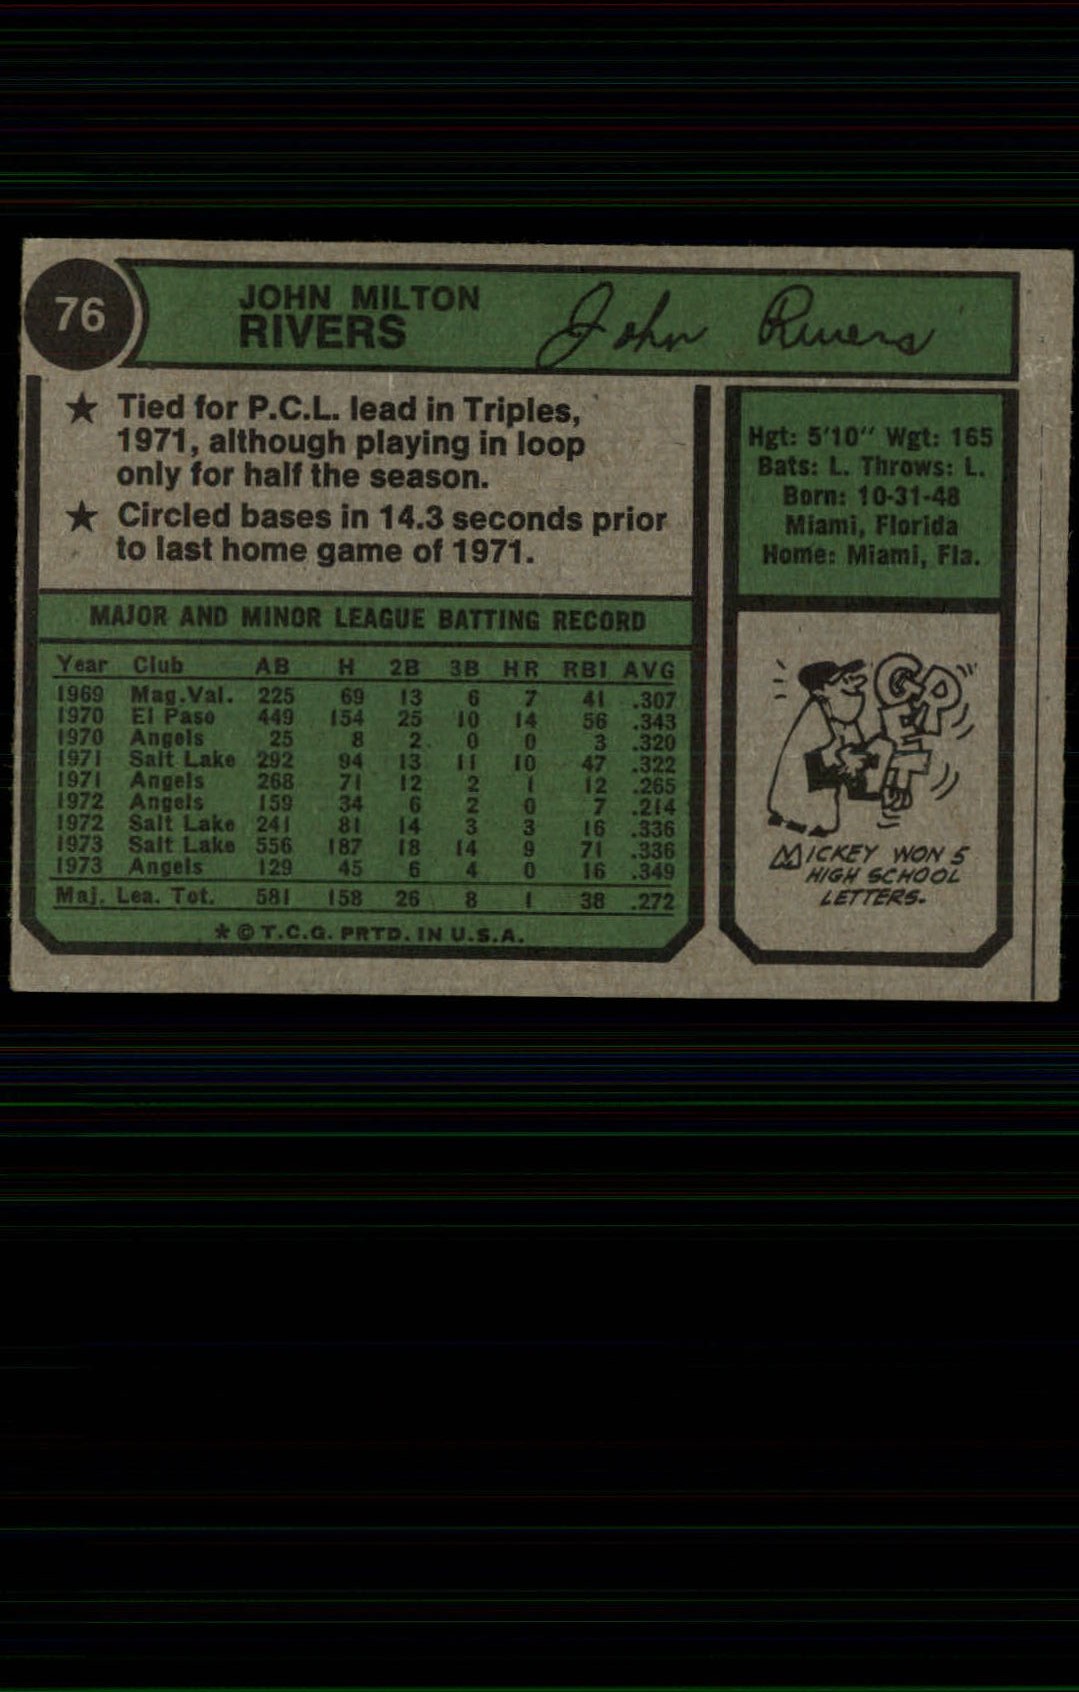 76
JOHN MILTON
RIVERS
John Rivers
★ Tied for P.C.L. lead in Triples,
1971, although playing in loop
only for half the season.
★ Circled bases in 14.3 seconds prior
to last home game of 1971.
Hgt: 5'10" Wgt: 165
Bats: L. Throws: L.
Born: 10-31-48
Miami, Florida
Home: Miami, Fla.
MAJOR AND MINOR LEAGUE BATTING RECORD
Year Club AB H 2B 3B HR RBI AVG
1969 Mag.Val. 225 69 13 6 7 41 .307
1970 El Paso 449 154 25 10 14 56 .343
1970 Angels 25 8 2 0 0 3 .320
1971 Salt Lake 292 94 13 11 10 47 .322
1971 Angels 268 71 12 2 1 12 .265
1972 Angels 159 34 6 2 0 7 .214
1972 Salt Lake 241 81 14 3 3 16 .336
1973 Salt Lake 556 187 18 14 9 71 .336
1973 Angels 129 45 6 4 0 16 .349
Maj. Lea. Tot. 581 158 26 8 1 38 .272
★ © T.C.G. PRTD. IN U.S.A.
MICKEY WON 5
HIGH SCHOOL
LETTERS.